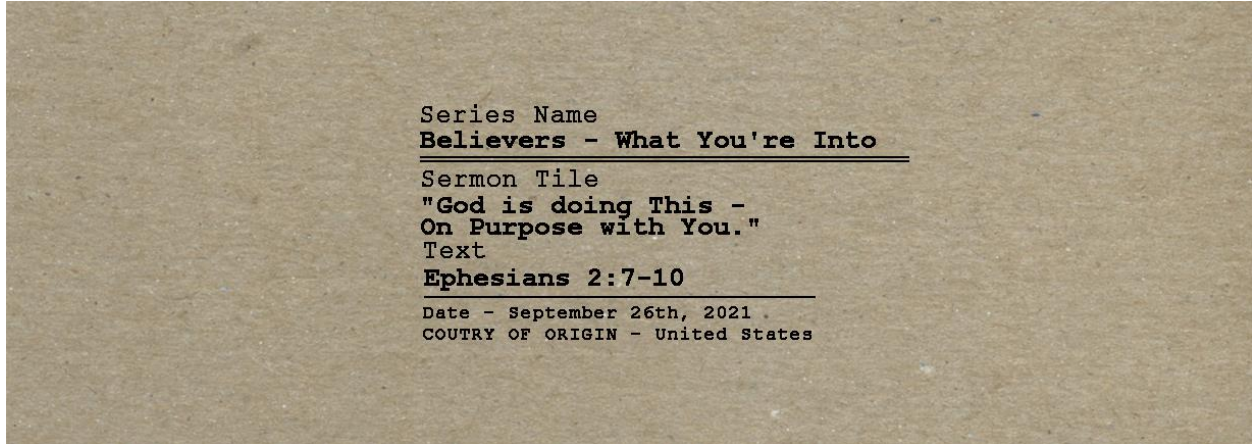 Series Name
Believers - What You're Into
Sermon Tile
"God is doing This -
On Purpose with You."
Text
Ephesians 2:7-10
Date - September 26th, 2021
COUTRY OF ORIGIN - United States